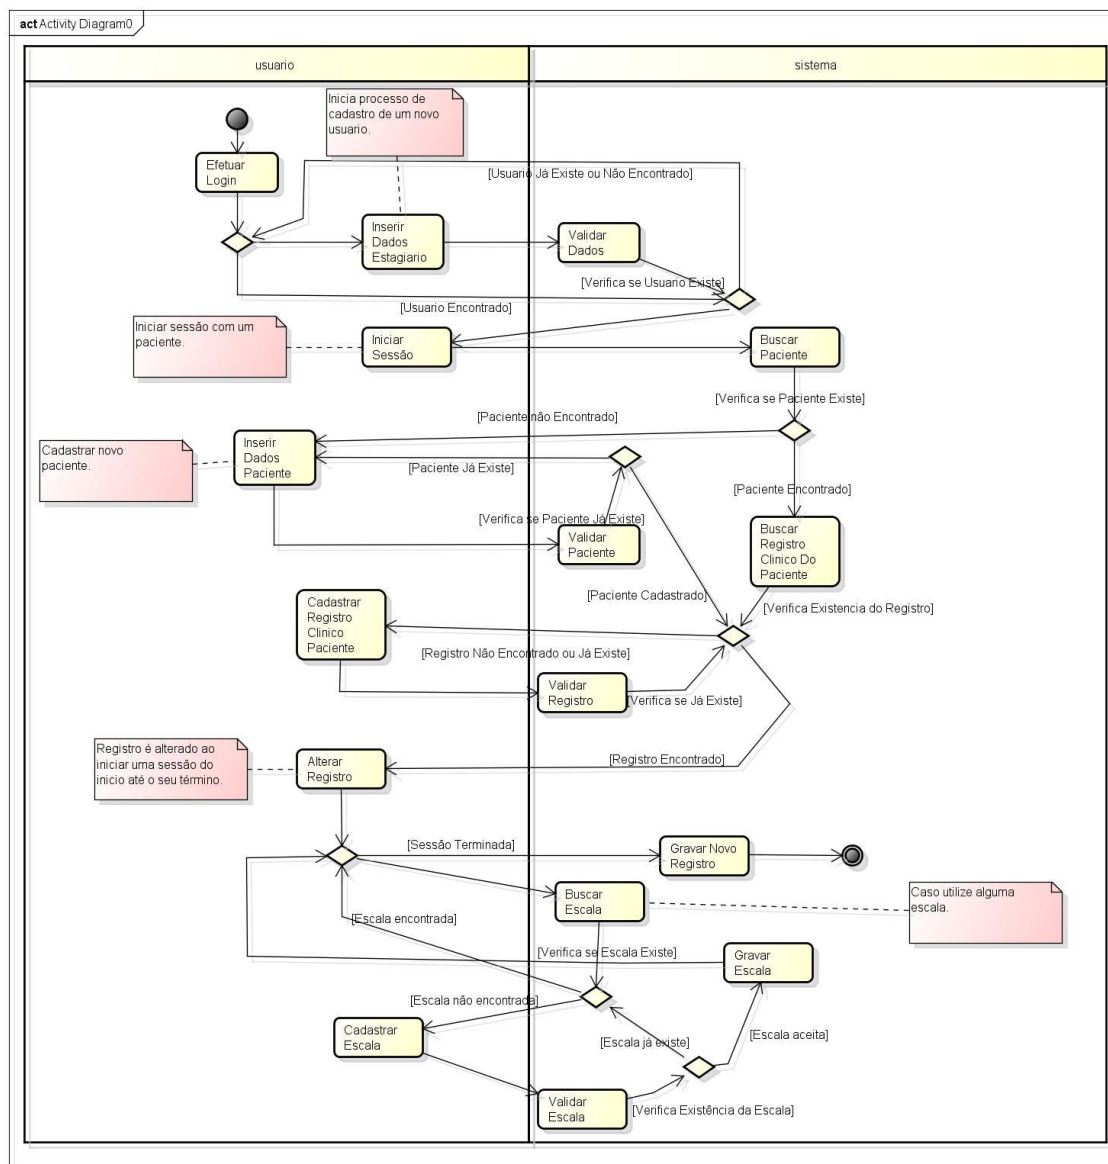 act Activity Diagram0
usuario
sistema
Inicia processo de
cadastro de um novo
usuario.
Efetuar
Login
[Usuario Já Existe ou Não Encontrado]
Inserir
Dados
Estagiario
Validar
Dados
[Verifica se Usuario Existe]
[Usuario Encontrado]
Iniciar sessão com um
paciente.
Iniciar
Sessão
Buscar
Paciente
[Verifica se Paciente Existe]
[Paciente não Encontrado]
Cadastrar novo
paciente.
Inserir
Dados
Paciente
[Paciente Já Existe]
[Paciente Encontrado]
[Verifica se Paciente Já Existe]
Validar
Paciente
Buscar
Registro
Clinico Do
Paciente
[Paciente Cadastrado]
[Verifica Existencia do Registro]
Cadastrar
Registro
Clinico
Paciente
[Registro Não Encontrado ou Já Existe]
Validar
Registro
[Verifica se Já Existe]
Registro é alterado ao
iniciar uma sessão do
inicio até o seu término.
Alterar
Registro
[Registro Encontrado]
[Sessão Terminada]
Gravar Novo
Registro
Buscar
Escala
Caso utilize alguma
escala.
[Escala encontrada]
[Verifica se Escala Existe]
Gravar
Escala
[Escala não encontrada]
Cadastrar
Escala
[Escala já existe]
[Escala aceita]
Validar
Escala
[Verifica Existência da Escala]